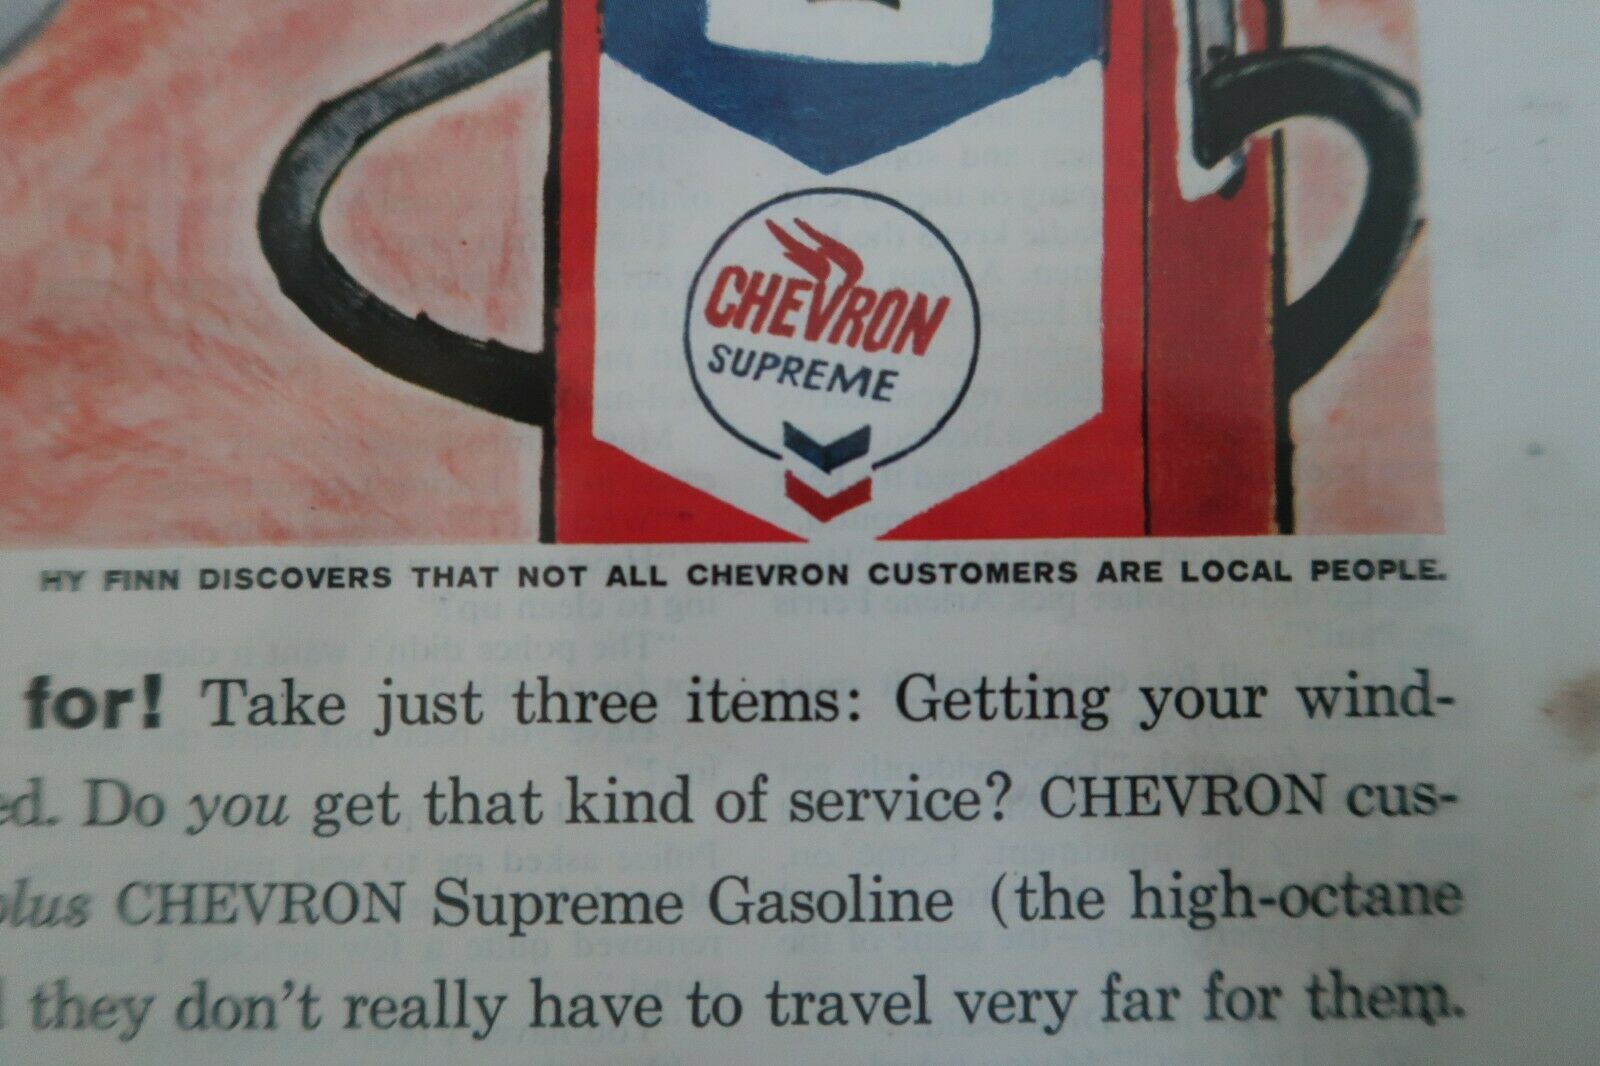 CHEVRON
SUPREME
HY FINN DISCOVERS THAT NOT ALL CHEVRON CUSTOMERS ARE LOCAL PEOPLE.
for! Take just three items: Getting your wind-
ed. Do you get that kind of service? CHEVRON cus-
plus CHEVRON Supreme Gasoline (the high-octane
they don't really have to travel very far for them.